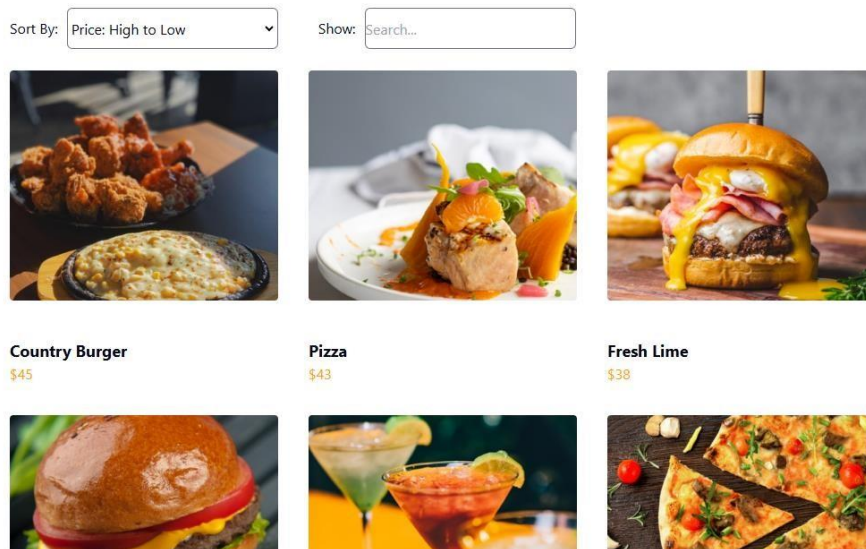 Sort By: Price: High to Low Show: Search...
Country Burger Pizza Fresh Lime
$45 $43 $38